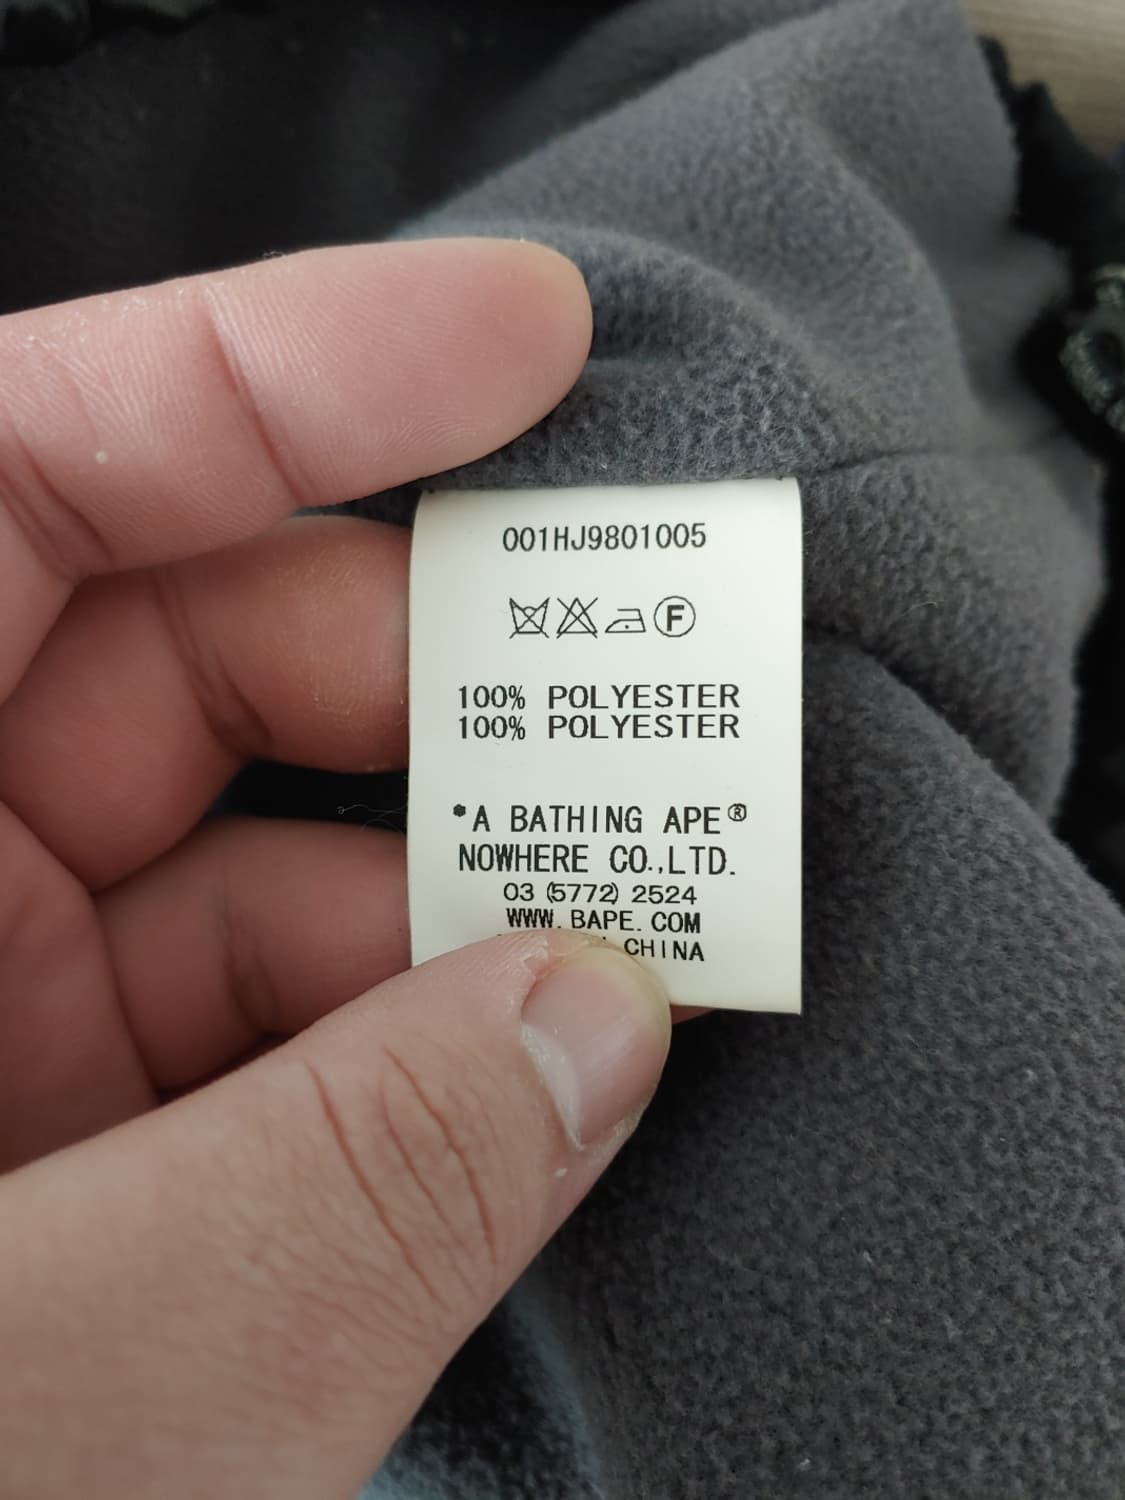 001HJ9801005
F
100% POLYESTER
100% POLYESTER
*A BATHING APE®
NOWHERE CO.,LTD.
03 (5772) 2524
WWW.BAPE.COM
CHINA